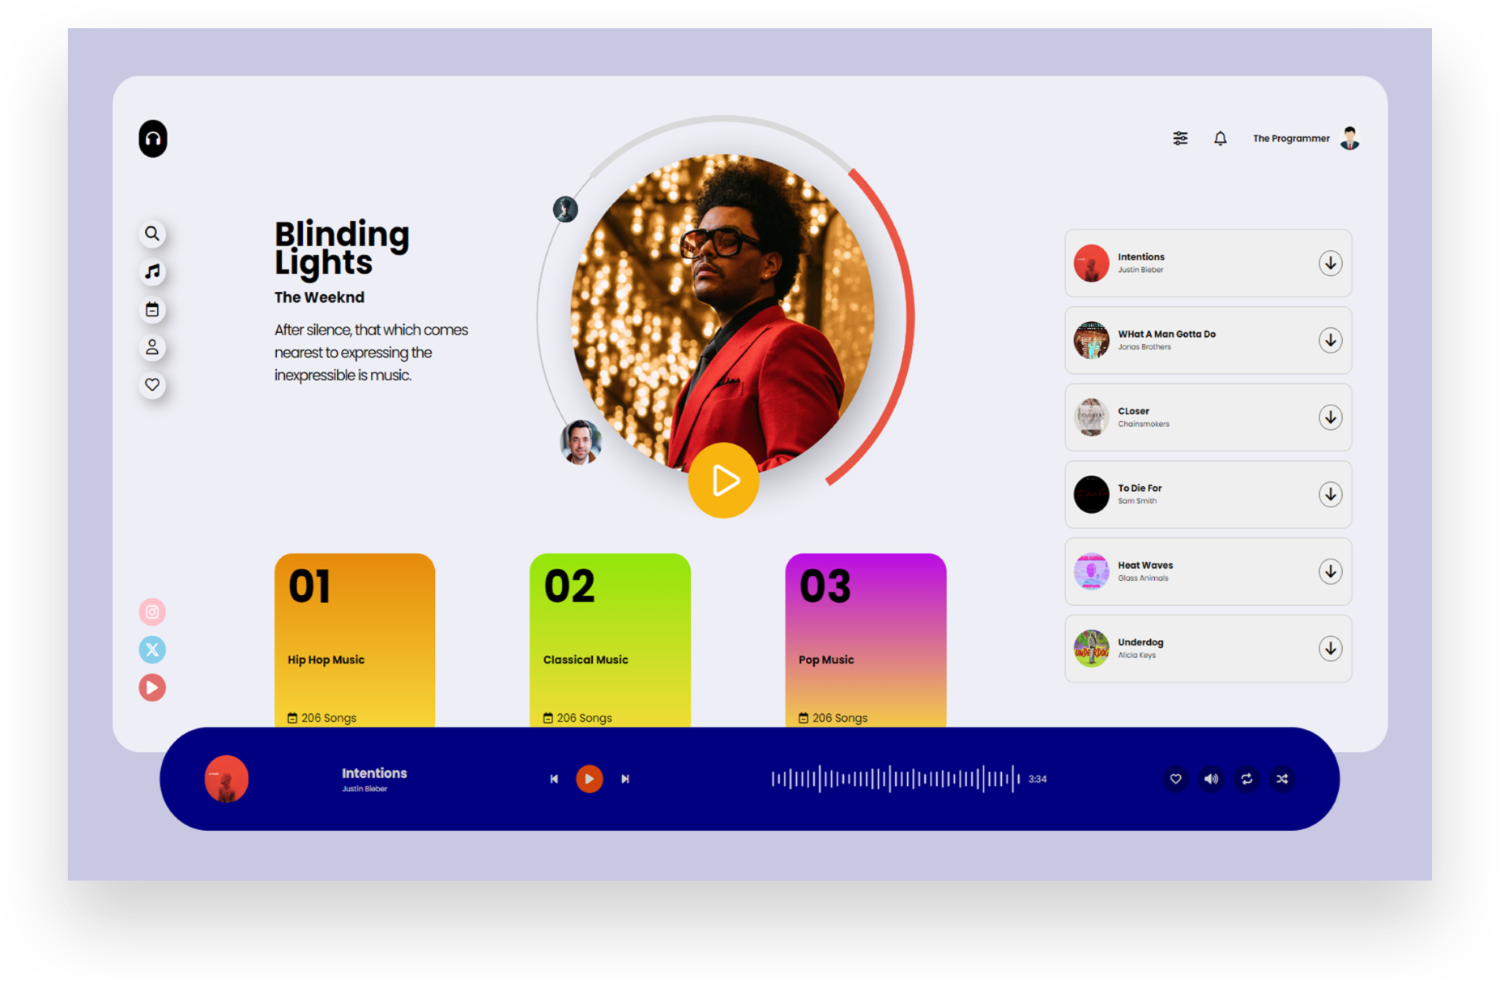 The Programmer
Blinding
Lights
The Weeknd
After silence, that which comes
nearest to expressing the
inexpressible is music.
Intentions
Justin Bieber
WHat A Man Gotta Do
Jonas Brothers
CLoser
Chainsmokers
To Die For
Sam Smith
Heat Waves
Glass Animals
UNDERDOG
Underdog
Alicia Keys
01
Hip Hop Music
206 Songs
02
Classical Music
206 Songs
03
Pop Music
206 Songs
Intentions
Justin Bieber
3:34